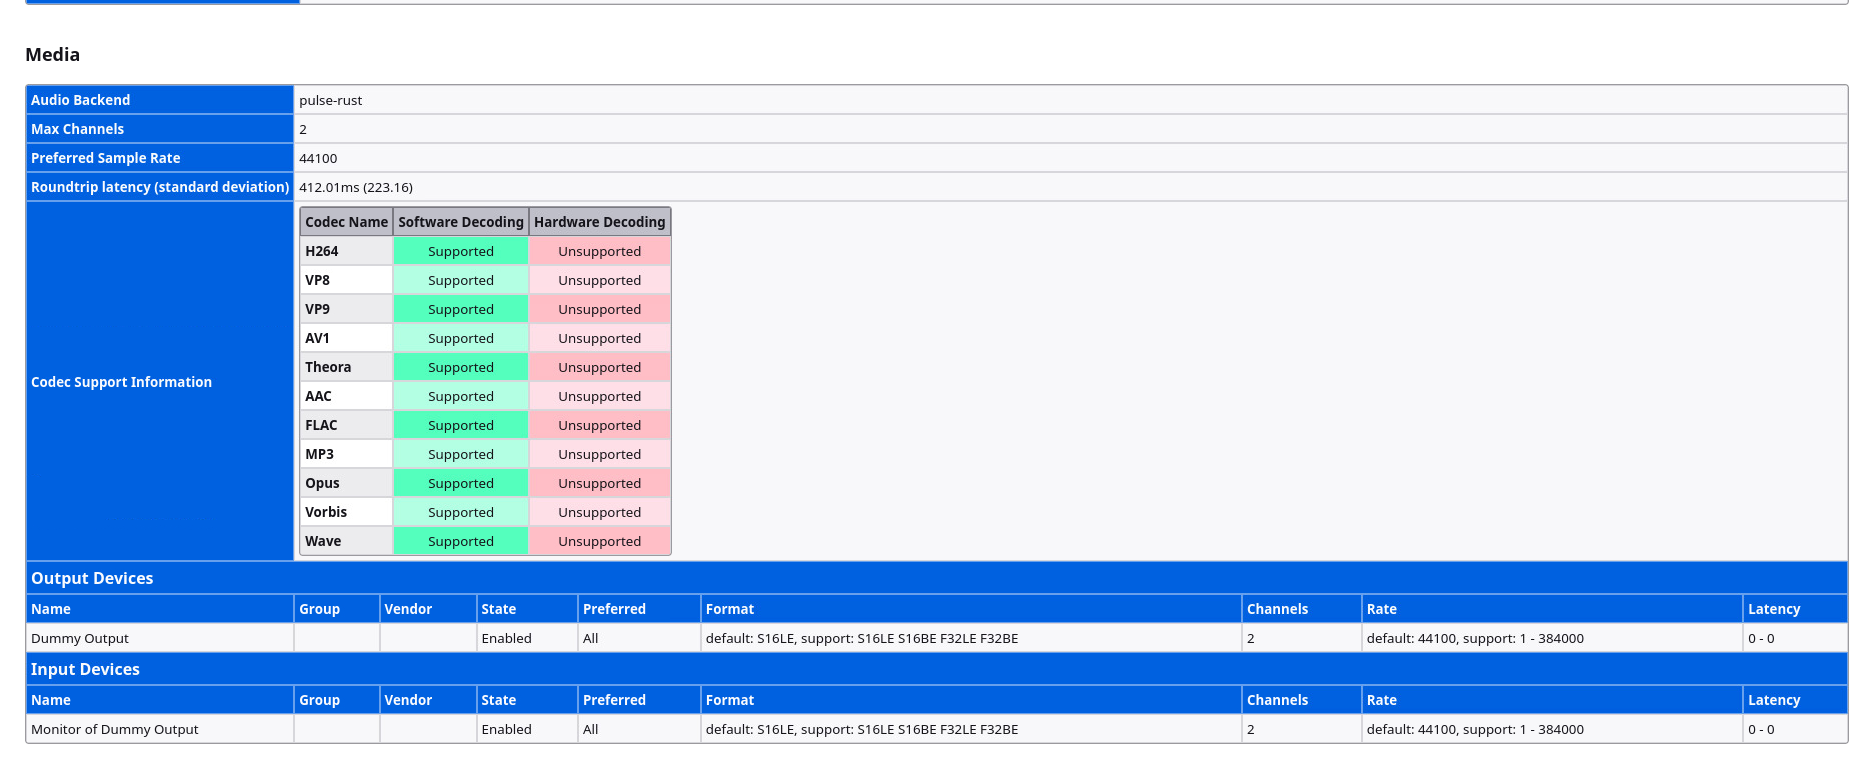 Media
Audio Backend pulse-rust
Max Channels 2
Preferred Sample Rate 44100
Roundtrip latency (standard deviation) 412.01ms (223.16)
Codec Support Information
Codec Name Software Decoding Hardware Decoding
H264 Supported Unsupported
VP8 Supported Unsupported
VP9 Supported Unsupported
AV1 Supported Unsupported
Theora Supported Unsupported
AAC Supported Unsupported
FLAC Supported Unsupported
MP3 Supported Unsupported
Opus Supported Unsupported
Vorbis Supported Unsupported
Wave Supported Unsupported
Output Devices
Name Group Vendor State Preferred Format Channels Rate Latency
Dummy Output Enabled All default: S16LE, support: S16LE S16BE F32LE F32BE 2 default: 44100, support: 1 - 384000 0 - 0
Input Devices
Name Group Vendor State Preferred Format Channels Rate Latency
Monitor of Dummy Output Enabled All default: S16LE, support: S16LE S16BE F32LE F32BE 2 default: 44100, support: 1 - 384000 0 - 0